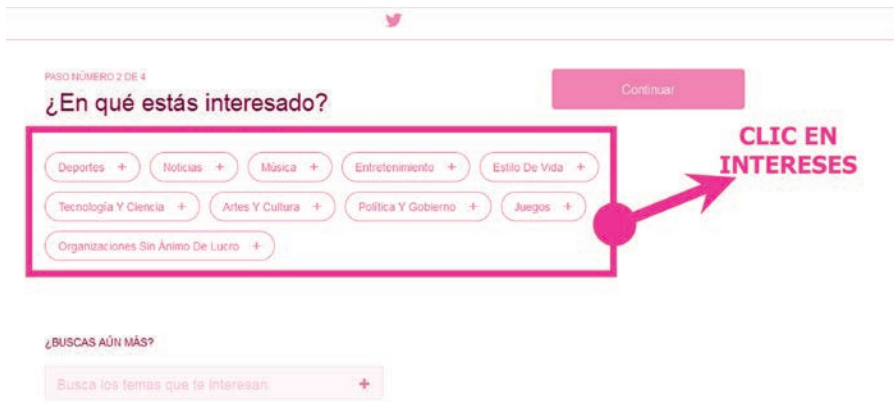 PASO NÚMERO 2 DE 4
¿En qué estás interesado?
Continuar
CLIC EN
INTERESES
Deportes +
Noticias +
Música +
Entretenimiento +
Estilo De Vida +
Tecnología Y Ciencia +
Artes Y Cultura +
Política Y Gobierno +
Juegos +
Organizaciones Sin Ánimo De Lucro +
¿BUSCAS AÚN MÁS?
Busca los temas que te interesan +